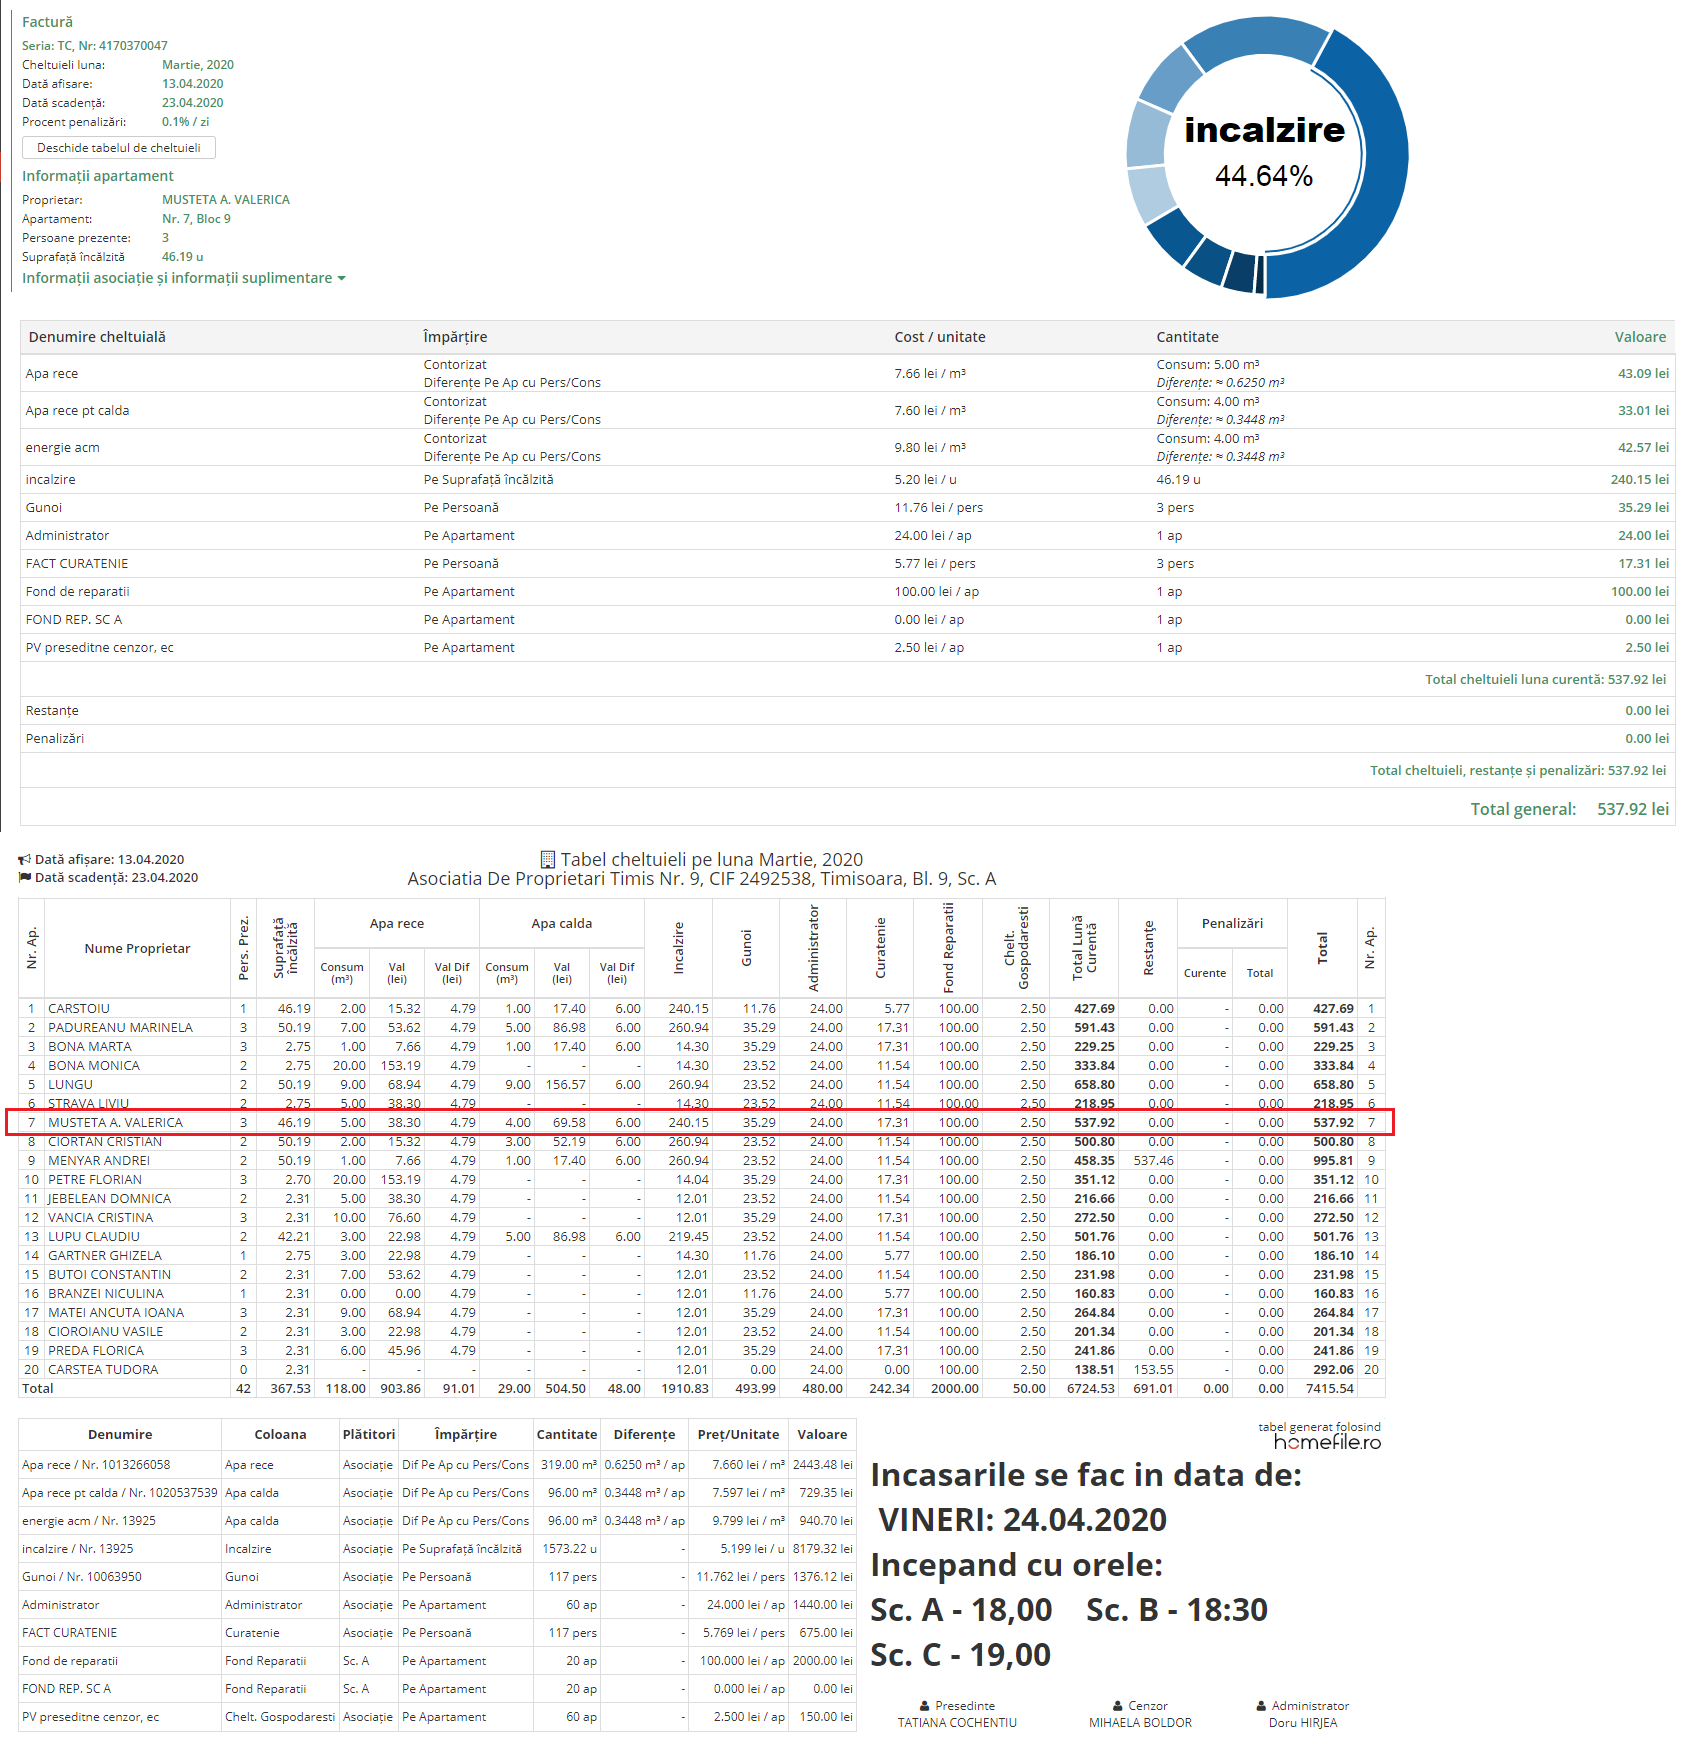 Factură
Seria: TC, Nr: 4170370047
Cheltuieli luna: Martie, 2020
Dată afisare: 13.04.2020
Dată scadență: 23.04.2020
Procent penalizări: 0.1% / zi
Deschide tabelul de cheltuieli
Informații apartament
Proprietar: MUSTETA A. VALERICA
Apartament: Nr. 7, Bloc 9
Persoane prezente: 3
Suprafață încălzită 46.19 u
Informații asociație și informații suplimentare
incalzire
44.64%
Denumire cheltuială Împărțire Cost / unitate Cantitate Valoare
Apa rece Contorizat Diferențe Pe Ap cu Pers/Cons 7.66 lei / m³ Consum: 5.00 m³ Diferențe: ≈ 0.6250 m³ 43.09 lei
Apa rece pt calda Contorizat Diferențe Pe Ap cu Pers/Cons 7.60 lei / m³ Consum: 4.00 m³ Diferențe: ≈ 0.3448 m³ 33.01 lei
energie acm Contorizat Diferențe Pe Ap cu Pers/Cons 9.80 lei / m³ Consum: 4.00 m³ Diferențe: ≈ 0.3448 m³ 42.57 lei
incalzire Pe Suprafață încălzită 5.20 lei / u 46.19 u 240.15 lei
Gunoi Pe Persoană 11.76 lei / pers 3 pers 35.29 lei
Administrator Pe Apartament 24.00 lei / ap 1 ap 24.00 lei
FACT CURATENIE Pe Persoană 5.77 lei / pers 3 pers 17.31 lei
Fond de reparatii Pe Apartament 100.00 lei / ap 1 ap 100.00 lei
FOND REP. SC A Pe Apartament 0.00 lei / ap 1 ap 0.00 lei
PV preseditne cenzor, ec Pe Apartament 2.50 lei / ap 1 ap 2.50 lei
Total cheltuieli luna curentă: 537.92 lei
Restanțe 0.00 lei
Penalizări 0.00 lei
Total cheltuieli, restanțe și penalizări: 537.92 lei
Total general: 537.92 lei
Dată afișare: 13.04.2020
Dată scadență: 23.04.2020
Tabel cheltuieli pe luna Martie, 2020
Asociatia De Proprietari Timis Nr. 9, CIF 2492538, Timisoara, Bl. 9, Sc. A
Nr. Ap. Nume Proprietar Pers. Prez. Suprafață încălzită Apa rece Apa calda Incalzire Gunoi Administrator Curatenie Fond Reparatii Chelt. Gospodaresti Total Lună Curentă Restanțe Penalizări Total Nr. Ap.
Consum (m³) Val (lei) Val Dif (lei) Consum (m³) Val (lei) Val Dif (lei) Curente Total
1 CARSTOIU 1 46.19 2.00 15.32 4.79 1.00 17.40 6.00 240.15 11.76 24.00 5.77 100.00 2.50 427.69 0.00 - 0.00 427.69 1
2 PADUREANU MARINELA 3 50.19 7.00 53.62 4.79 5.00 86.98 6.00 260.94 35.29 24.00 17.31 100.00 2.50 591.43 0.00 - 0.00 591.43 2
3 BONA MARTA 3 2.75 1.00 7.66 4.79 1.00 17.40 6.00 14.30 35.29 24.00 17.31 100.00 2.50 229.25 0.00 - 0.00 229.25 3
4 BONA MONICA 2 2.75 20.00 153.19 4.79 - - - 14.30 23.52 24.00 11.54 100.00 2.50 333.84 0.00 - 0.00 333.84 4
5 LUNGU 2 50.19 9.00 68.94 4.79 9.00 156.57 6.00 260.94 23.52 24.00 11.54 100.00 2.50 658.80 0.00 - 0.00 658.80 5
6 STRAVA LIVIU 2 2.75 5.00 38.30 4.79 - - - 14.30 23.52 24.00 11.54 100.00 2.50 218.95 0.00 - 0.00 218.95 6
7 MUSTETA A. VALERICA 3 46.19 5.00 38.30 4.79 4.00 69.58 6.00 240.15 35.29 24.00 17.31 100.00 2.50 537.92 0.00 - 0.00 537.92 7
8 CIORTAN CRISTIAN 2 50.19 2.00 15.32 4.79 3.00 52.19 6.00 260.94 23.52 24.00 11.54 100.00 2.50 500.80 0.00 - 0.00 500.80 8
9 MENYAR ANDREI 2 50.19 1.00 7.66 4.79 1.00 17.40 6.00 260.94 23.52 24.00 11.54 100.00 2.50 458.35 537.46 - 0.00 995.81 9
10 PETRE FLORIAN 3 2.70 20.00 153.19 4.79 - - - 14.04 35.29 24.00 17.31 100.00 2.50 351.12 0.00 - 0.00 351.12 10
11 JEBELEAN DOMNICA 2 2.31 5.00 38.30 4.79 - - - 12.01 23.52 24.00 11.54 100.00 2.50 216.66 0.00 - 0.00 216.66 11
12 VANCIA CRISTINA 3 2.31 10.00 76.60 4.79 - - - 12.01 35.29 24.00 17.31 100.00 2.50 272.50 0.00 - 0.00 272.50 12
13 LUPU CLAUDIU 2 42.21 3.00 22.98 4.79 5.00 86.98 6.00 219.45 23.52 24.00 11.54 100.00 2.50 501.76 0.00 - 0.00 501.76 13
14 GARTNER GHIZELA 1 2.75 3.00 22.98 4.79 - - - 14.30 11.76 24.00 5.77 100.00 2.50 186.10 0.00 - 0.00 186.10 14
15 BUTOI CONSTANTIN 2 2.31 7.00 53.62 4.79 - - - 12.01 23.52 24.00 11.54 100.00 2.50 231.98 0.00 - 0.00 231.98 15
16 BRANZEI NICULINA 1 2.31 0.00 0.00 4.79 - - - 12.01 11.76 24.00 5.77 100.00 2.50 160.83 0.00 - 0.00 160.83 16
17 MATEI ANCUTA IOANA 3 2.31 9.00 68.94 4.79 - - - 12.01 35.29 24.00 17.31 100.00 2.50 264.84 0.00 - 0.00 264.84 17
18 CIOROIANU VASILE 2 2.31 3.00 22.98 4.79 - - - 12.01 23.52 24.00 11.54 100.00 2.50 201.34 0.00 - 0.00 201.34 18
19 PREDA FLORICA 3 2.31 6.00 45.96 4.79 - - - 12.01 35.29 24.00 17.31 100.00 2.50 241.86 0.00 - 0.00 241.86 19
20 CARSTEA TUDORA 0 2.31 - - - - - - 12.01 0.00 24.00 0.00 100.00 2.50 138.51 153.55 - 0.00 292.06 20
Total 42 367.53 118.00 903.86 91.01 29.00 504.50 48.00 1910.83 493.99 480.00 242.34 2000.00 50.00 6724.53 691.01 0.00 0.00 7415.54
Denumire Coloana Plătitori Împărțire Cantitate Diferențe Preț/Unitate Valoare
Apa rece / Nr. 1013266058 Apa rece Asociație Dif Pe Ap cu Pers/Cons 319.00 m³ 0.6250 m³ / ap 7.660 lei / m³ 2443.48 lei
Apa rece pt calda / Nr. 1020537539 Apa calda Asociație Dif Pe Ap cu Pers/Cons 96.00 m³ 0.3448 m³ / ap 7.597 lei / m³ 729.35 lei
energie acm / Nr. 13925 Apa calda Asociație Dif Pe Ap cu Pers/Cons 96.00 m³ 0.3448 m³ / ap 9.799 lei / m³ 940.70 lei
incalzire / Nr. 13925 Incalzire Asociație Pe Suprafață încălzită 1573.22 u - 5.199 lei / u 8179.32 lei
Gunoi / Nr. 10063950 Gunoi Asociație Pe Persoană 117 pers - 11.762 lei / pers 1376.12 lei
Administrator Administrator Asociație Pe Apartament 60 ap - 24.000 lei / ap 1440.00 lei
FACT CURATENIE Curatenie Asociație Pe Persoană 117 pers - 5.769 lei / pers 675.00 lei
Fond de reparatii Fond Reparatii Sc. A Pe Apartament 20 ap - 100.000 lei / ap 2000.00 lei
FOND REP. SC A Fond Reparatii Sc. A Pe Apartament 20 ap - 0.000 lei / ap 0.00 lei
PV preseditne cenzor, ec Chelt. Gospodaresti Asociație Pe Apartament 60 ap - 2.500 lei / ap 150.00 lei
tabel generat folosind
homefile.ro
Incasarile se fac in data de:
VINERI: 24.04.2020
Incepand cu orele:
Sc. A - 18,00 Sc. B - 18:30
Sc. C - 19,00
Presedinte Cenzor Administrator
TATIANA COCHENTIU MIHAELA BOLDOR Doru HIRJEA